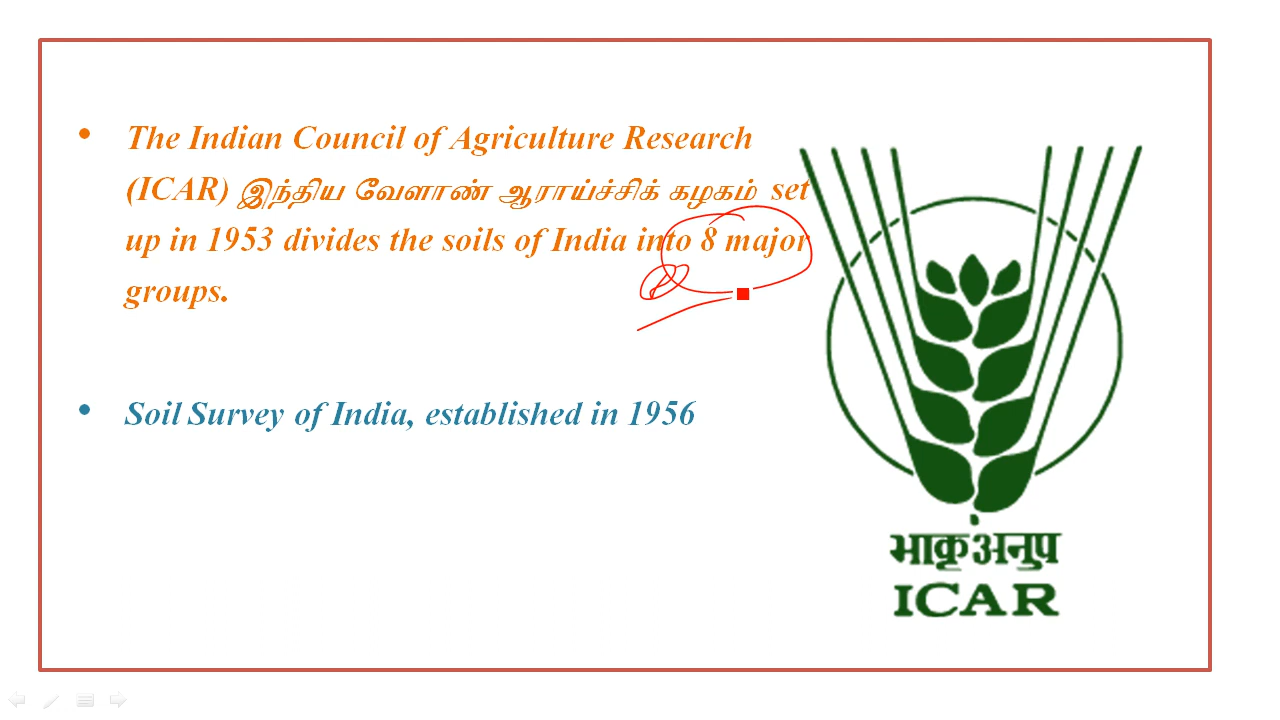 • The Indian Council of Agriculture Research
(ICAR) இந்திய வேளாண் ஆராய்ச்சிக் கழகம் set
up in 1953 divides the soils of India into 8 major
groups.
• Soil Survey of India, established in 1956
भाकृअनुप
ICAR